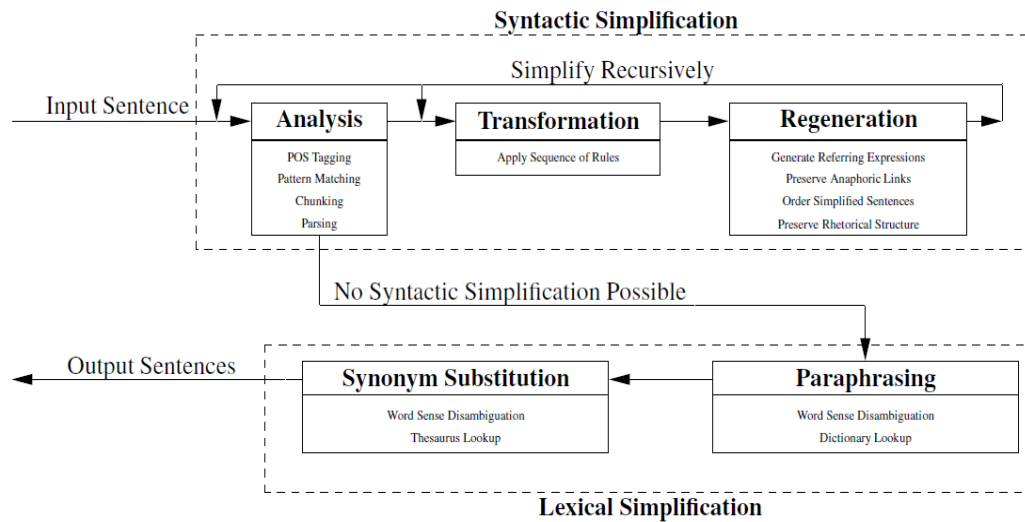 Syntactic Simplification
Simplify Recursively
Input Sentence
Analysis
POS Tagging
Pattern Matching
Chunking
Parsing
Transformation
Apply Sequence of Rules
Regeneration
Generate Referring Expressions
Preserve Anaphoric Links
Order Simplified Sentences
Preserve Rhetorical Structure
No Syntactic Simplification Possible
Output Sentences
Synonym Substitution
Word Sense Disambiguation
Thesaurus Lookup
Paraphrasing
Word Sense Disambiguation
Dictionary Lookup
Lexical Simplification